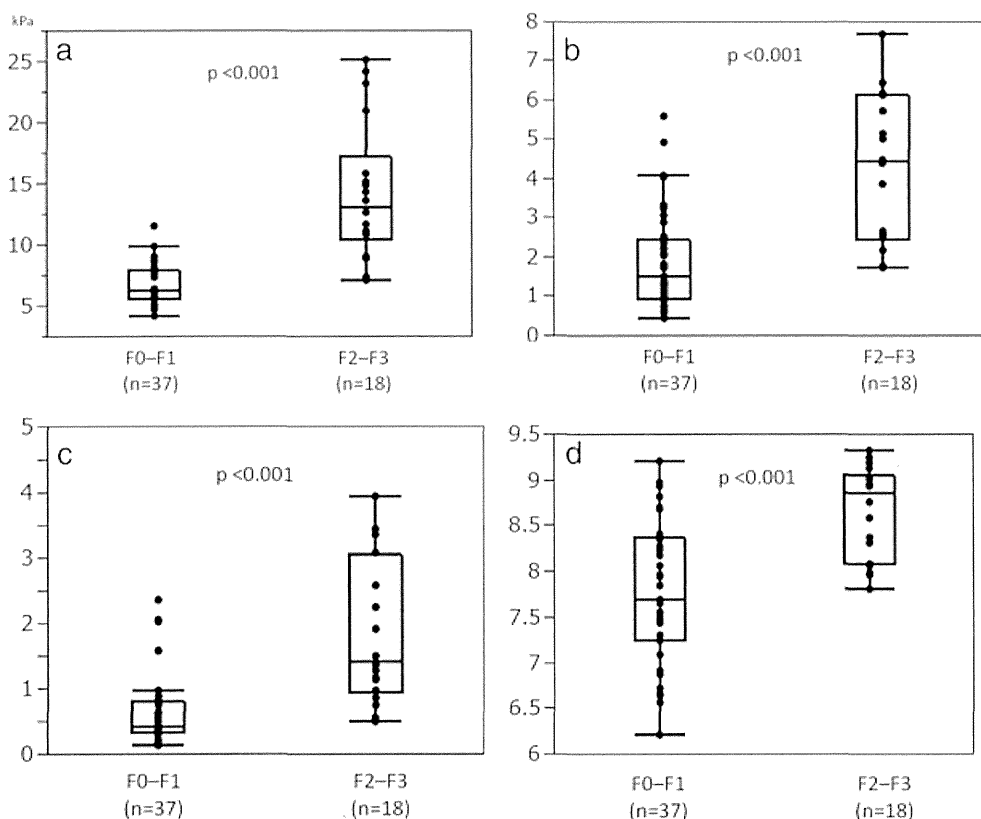 kPa
a
p <0.001
25
20
15
10
5
F0–F1
(n=37)
F2–F3
(n=18)
b
p <0.001
8
7
6
5
4
3
2
1
0
F0–F1
(n=37)
F2–F3
(n=18)
c
p <0.001
5
4
3
2
1
0
F0–F1
(n=37)
F2–F3
(n=18)
d
p <0.001
9.5
9
8.5
8
7.5
7
6.5
6
F0–F1
(n=37)
F2–F3
(n=18)